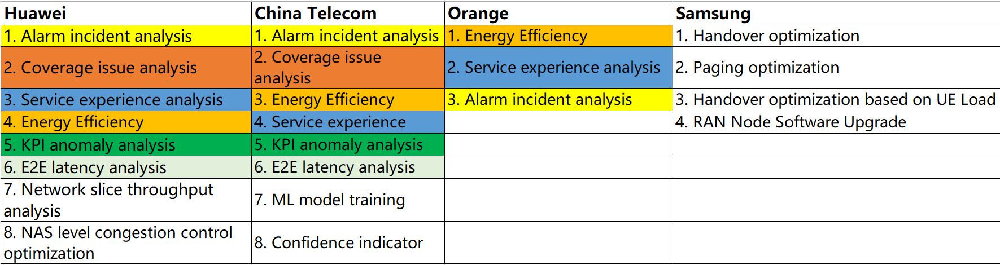 Huawei China Telecom Orange Samsung
1. Alarm incident analysis 1. Alarm incident analysis 1. Energy Efficiency 1. Handover optimization
2. Coverage issue analysis 2. Coverage issue analysis 2. Service experience analysis 2. Paging optimization
3. Service experience analysis 3. Energy Efficiency 3. Alarm incident analysis 3. Handover optimization based on UE Load
4. Energy Efficiency 4. Service experience 4. RAN Node Software Upgrade
5. KPI anomaly analysis 5. KPI anomaly analysis
6. E2E latency analysis 6. E2E latency analysis
7. Network slice throughput analysis 7. ML model training
8. NAS level congestion control optimization 8. Confidence indicator